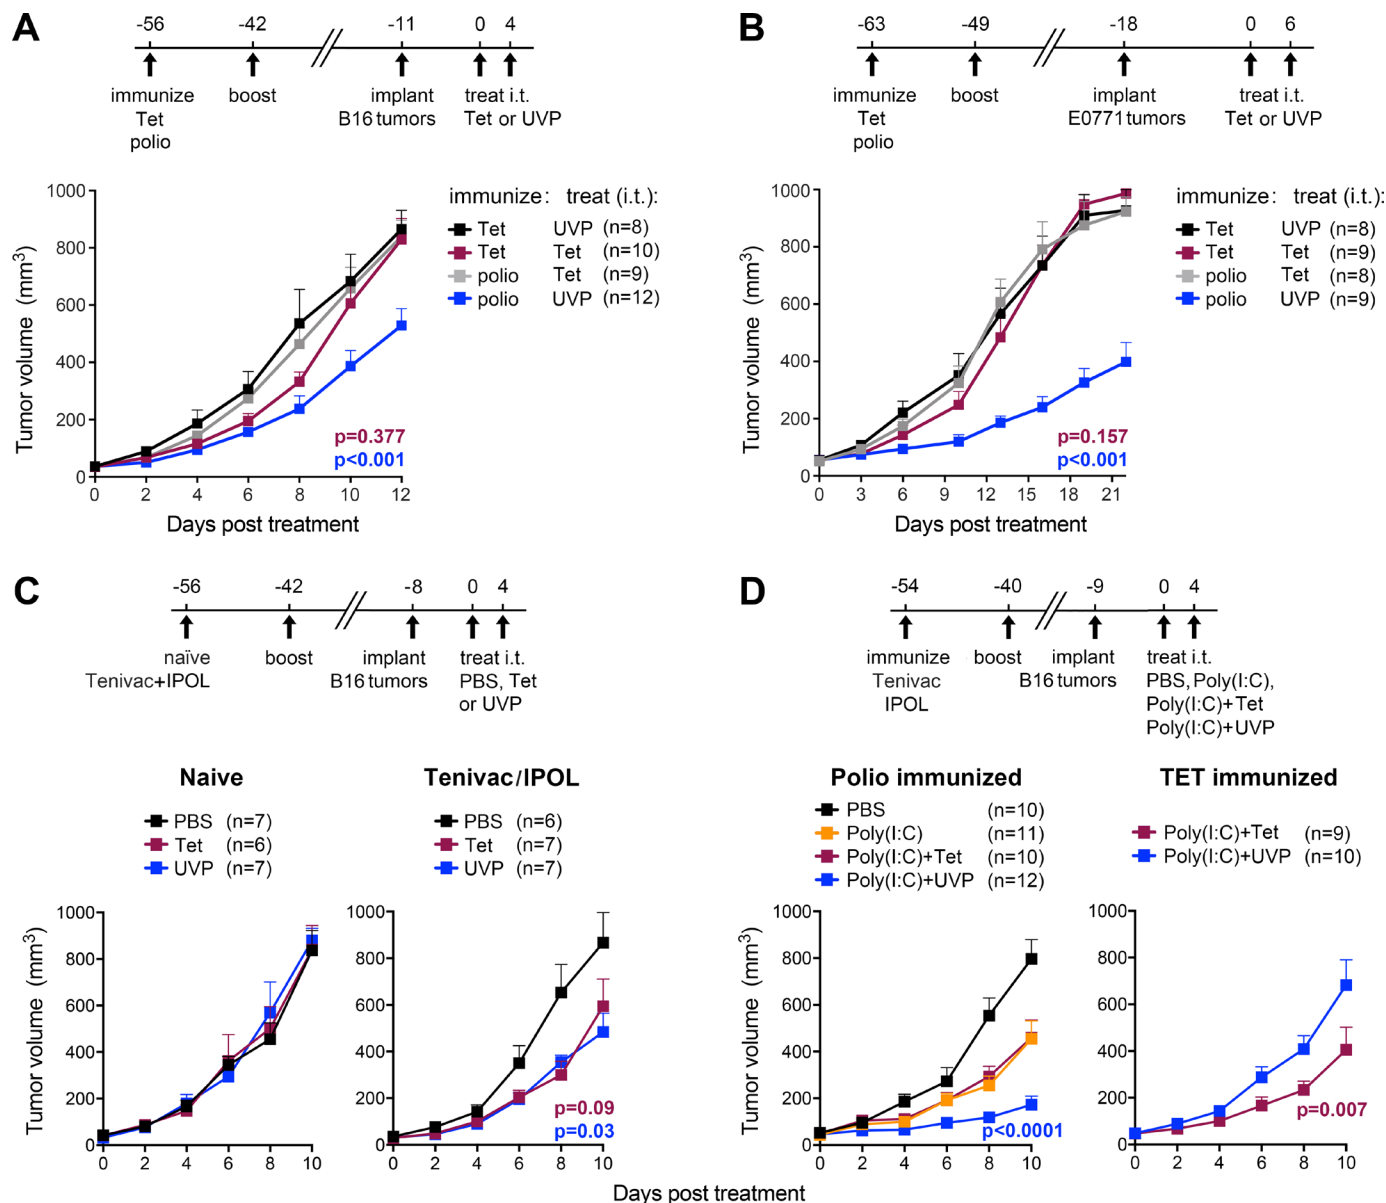 A
-56 -42 -11 0 4
immunize boost implant treat i.t.
Tet B16 tumors Tet or UVP
polio
1000
800
600
400
200
0
Tumor volume (mm³)
immunize: treat (i.t.):
Tet UVP (n=8)
Tet Tet (n=10)
polio Tet (n=9)
polio UVP (n=12)
p=0.377
p<0.001
0 2 4 6 8 10 12
Days post treatment
B
-63 -49 -18 0 6
immunize boost implant treat i.t.
Tet E0771 tumors Tet or UVP
polio
1000
800
600
400
200
0
Tumor volume (mm³)
immunize: treat (i.t.):
Tet UVP (n=8)
Tet Tet (n=9)
polio Tet (n=8)
polio UVP (n=9)
p=0.157
p<0.001
0 3 6 9 12 15 18 21
Days post treatment
C
-56 -42 -8 0 4
naïve boost implant treat i.t.
Tenivac+IPOL B16 tumors PBS, Tet
or UVP
Naive
PBS (n=7)
Tet (n=6)
UVP (n=7)
1000
800
600
400
200
0
Tumor volume (mm³)
0 2 4 6 8 10
Tenivac/IPOL
PBS (n=6)
Tet (n=7)
UVP (n=7)
1000
800
600
400
200
0
p=0.09
p=0.03
0 2 4 6 8 10
D
-54 -40 -9 0 4
immunize boost implant treat i.t.
Tenivac B16 tumors PBS, Poly(I:C),
IPOL Poly(I:C)+Tet
Poly(I:C)+UVP
Polio immunized
PBS (n=10)
Poly(I:C) (n=11)
Poly(I:C)+Tet (n=10)
Poly(I:C)+UVP (n=12)
1000
800
600
400
200
0
Tumor volume (mm³)
p<0.0001
0 2 4 6 8 10
TET immunized
Poly(I:C)+Tet (n=9)
Poly(I:C)+UVP (n=10)
1000
800
600
400
200
0
p=0.007
0 2 4 6 8 10
Days post treatment